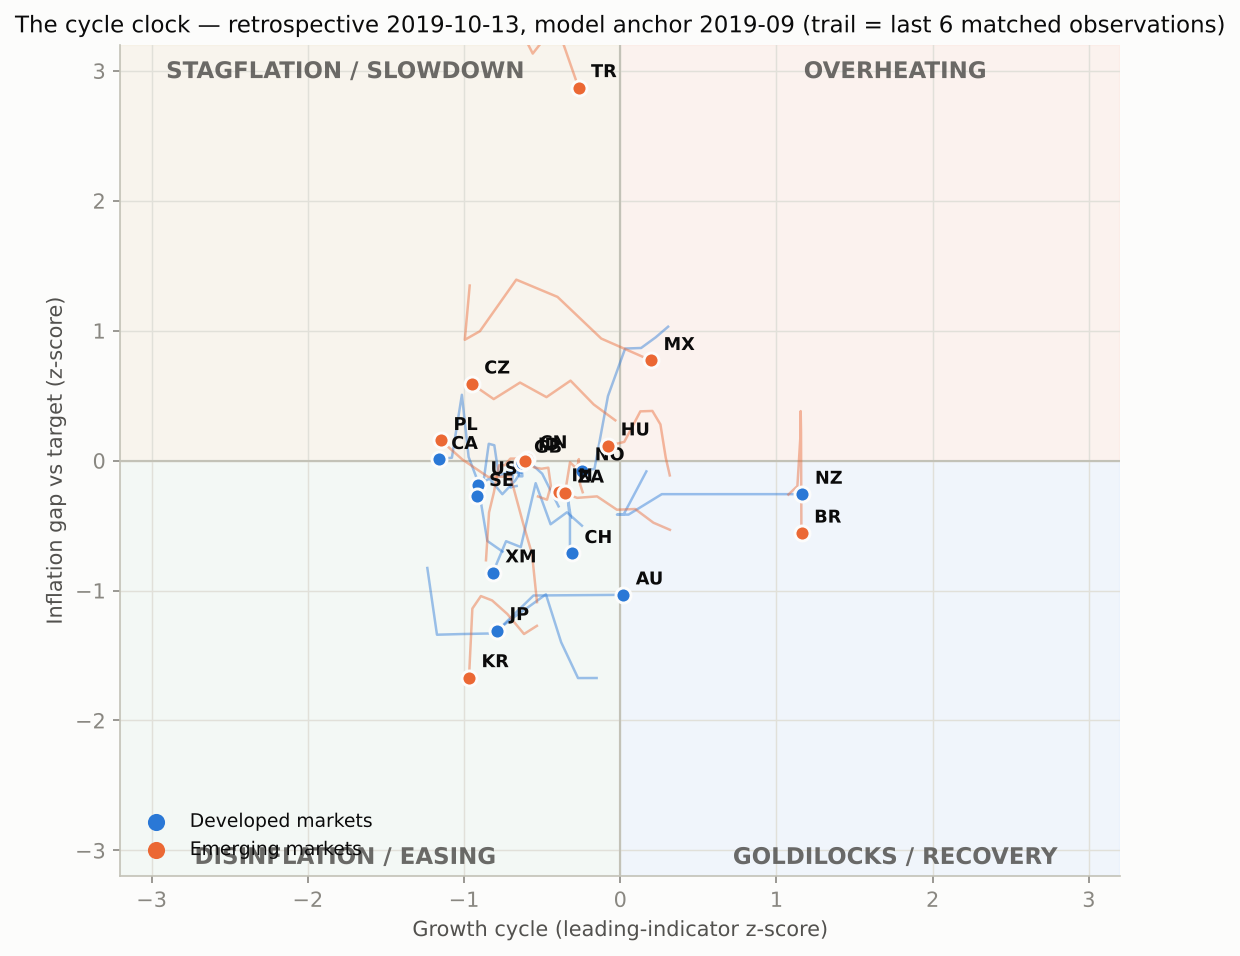 The cycle clock — retrospective 2019-10-13, model anchor 2019-09 (trail = last 6 matched observations)
STAGFLATION / SLOWDOWN
OVERHEATING
TR
MX
CZ
PL
CA
HU
GB
CN
NO
US
SE
IN
ZA
NZ
BR
CH
XM
AU
JP
KR
Developed markets
Emerging markets
DISINFLATION / EASING
GOLDILOCKS / RECOVERY
3
2
1
0
−1
−2
−3
Inflation gap vs target (z-score)
−3
−2
−1
0
1
2
3
Growth cycle (leading-indicator z-score)